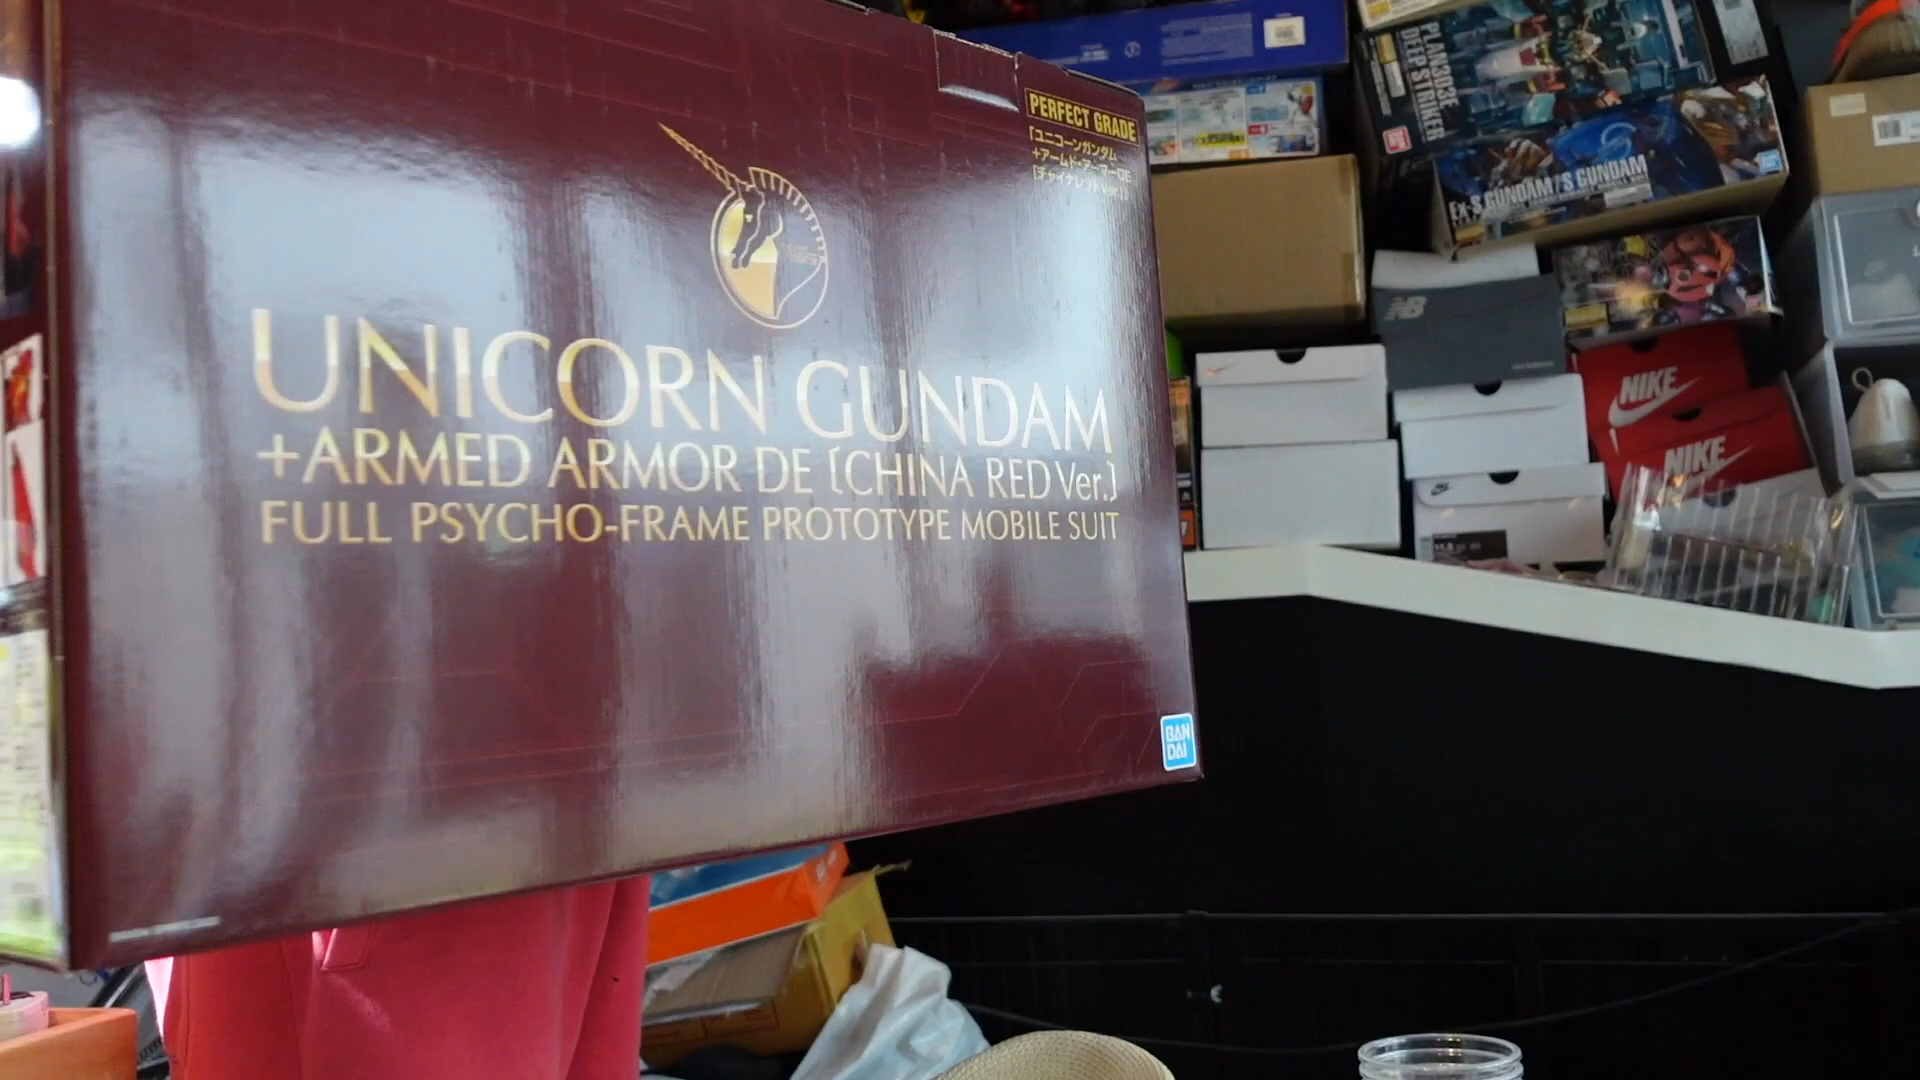 PERFECT GRADE
「ユニコーンガンダム
+アームド・アーマーDE
[チャイナレッドVer.]」
UNICORN GUNDAM
+ARMED ARMOR DE [CHINA RED Ver.]
FULL PSYCHO-FRAME PROTOTYPE MOBILE SUIT
BAN
DAI
PLAN303E
DEEP STRIKER
Ex-S GUNDAM / S GUNDAM
NB
NIKE
NIKE